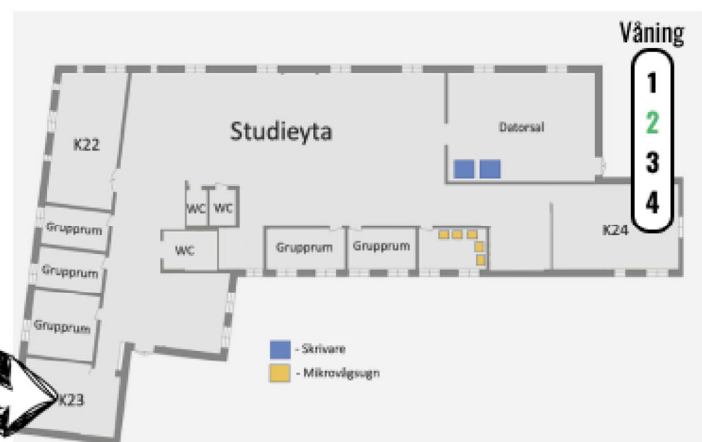 Våning
1
2
3
4
K22
Studieyta
Datorsal
WC
WC
WC
Grupprum
Grupprum
Grupprum
Grupprum
Grupprum
K24
K23
- Skrivare
- Mikrovågsugn